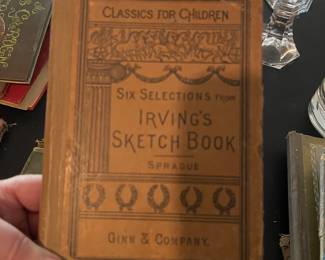 CLASSICS FOR CHILDREN
SIX SELECTIONS FROM
IRVING'S
SKETCH BOOK
SPRAGUE
GINN & COMPANY.